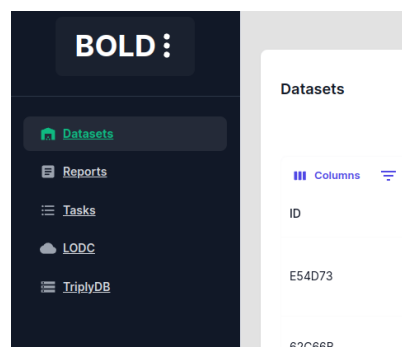 BOLD
Datasets
Reports
Tasks
LODC
TriplyDB
Datasets
Columns
ID
E54D73